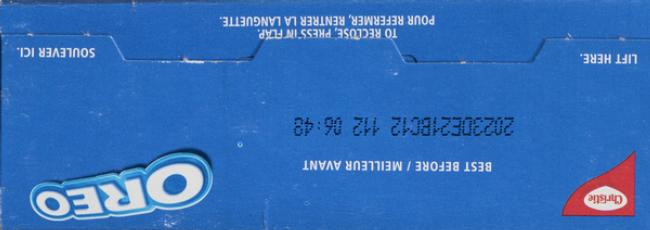 Christie
OREO
BEST BEFORE / MEILLEUR AVANT
2023DE21BC12 112 06:48
LIFT HERE.
SOULEVER ICI.
TO RECLOSE, PRESS IN FLAP.
POUR REFERMER, RENTRER LA LANGUETTE.